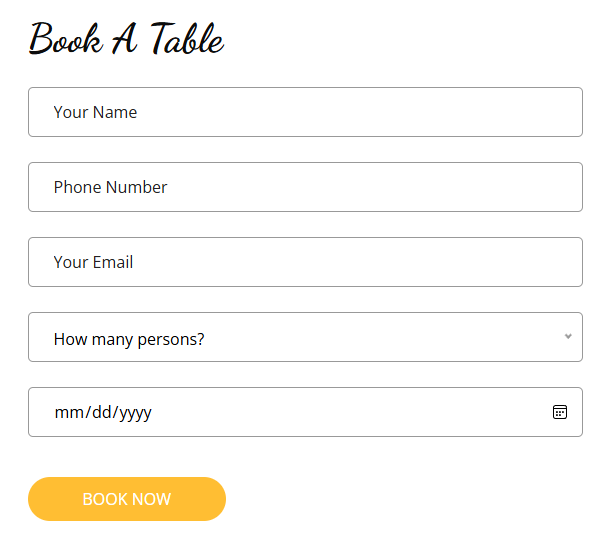 Book A Table
Your Name
Phone Number
Your Email
How many persons?
mm/dd/yyyy
BOOK NOW